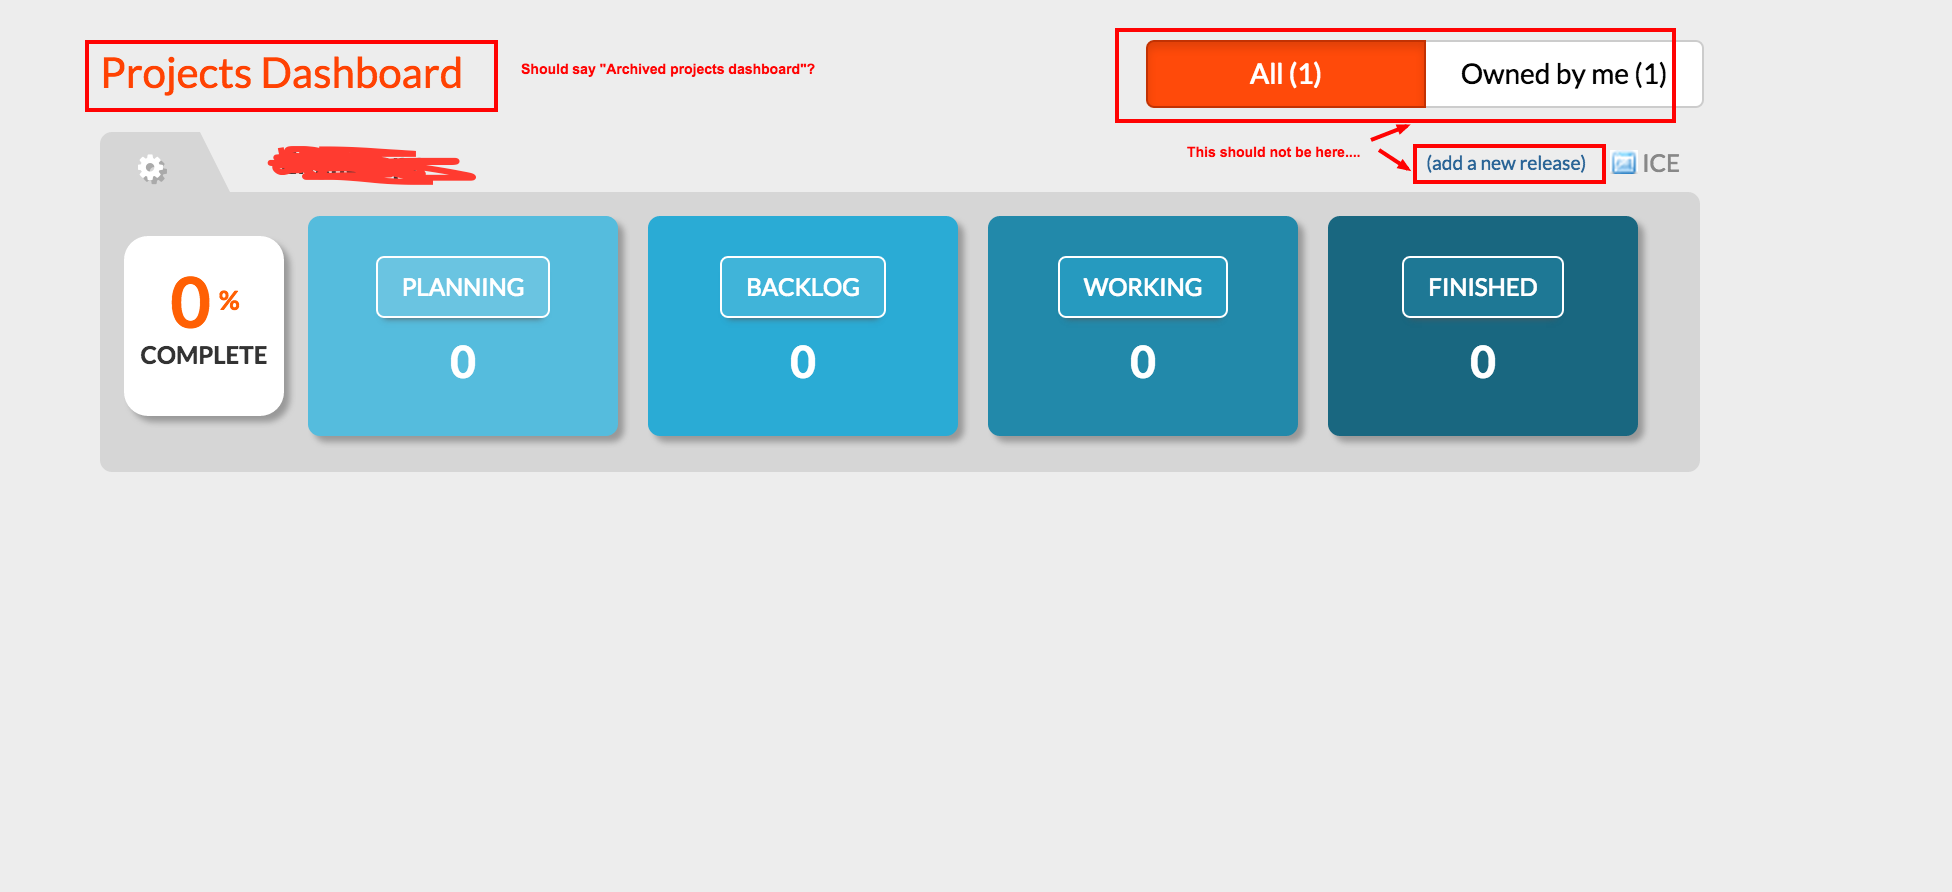 Projects Dashboard
Should say "Archived projects dashboard"?
All (1)
Owned by me (1)
This should not be here....
(add a new release)
ICE
0 %
COMPLETE
PLANNING
0
BACKLOG
0
WORKING
0
FINISHED
0